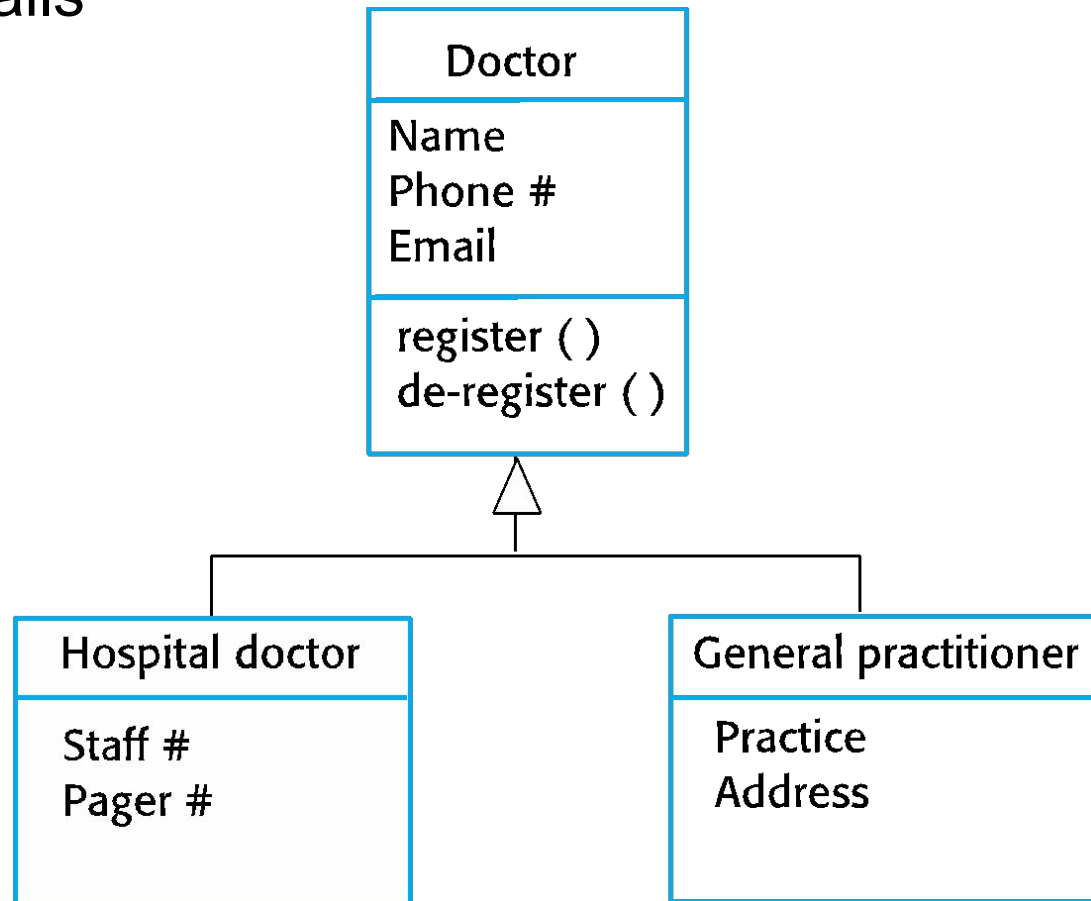 Doctor
Name
Phone #
Email
register ( )
de-register ( )
Hospital doctor
Staff #
Pager #
General practitioner
Practice
Address